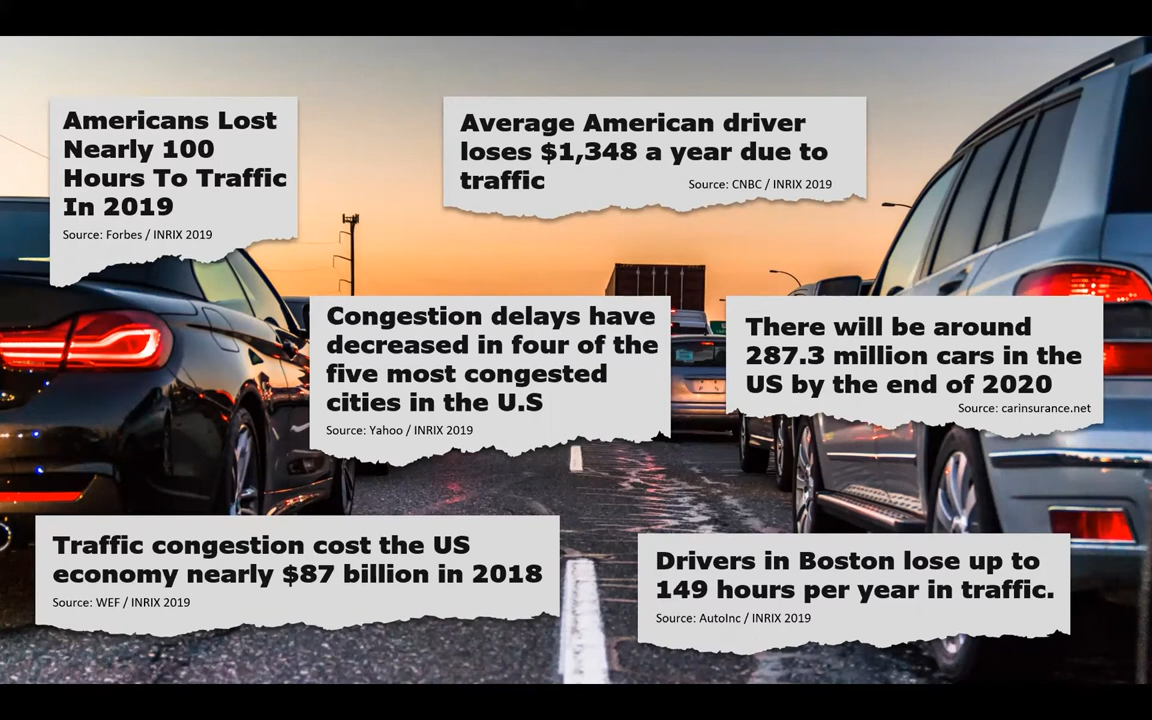 Americans Lost
Nearly 100
Hours To Traffic
In 2019
Source: Forbes / INRIX 2019
Average American driver
loses $1,348 a year due to
traffic
Source: CNBC / INRIX 2019
Congestion delays have
decreased in four of the
five most congested
cities in the U.S
Source: Yahoo / INRIX 2019
There will be around
287.3 million cars in the
US by the end of 2020
Source: carinsurance.net
Traffic congestion cost the US
economy nearly $87 billion in 2018
Source: WEF / INRIX 2019
Drivers in Boston lose up to
149 hours per year in traffic.
Source: AutoInc / INRIX 2019